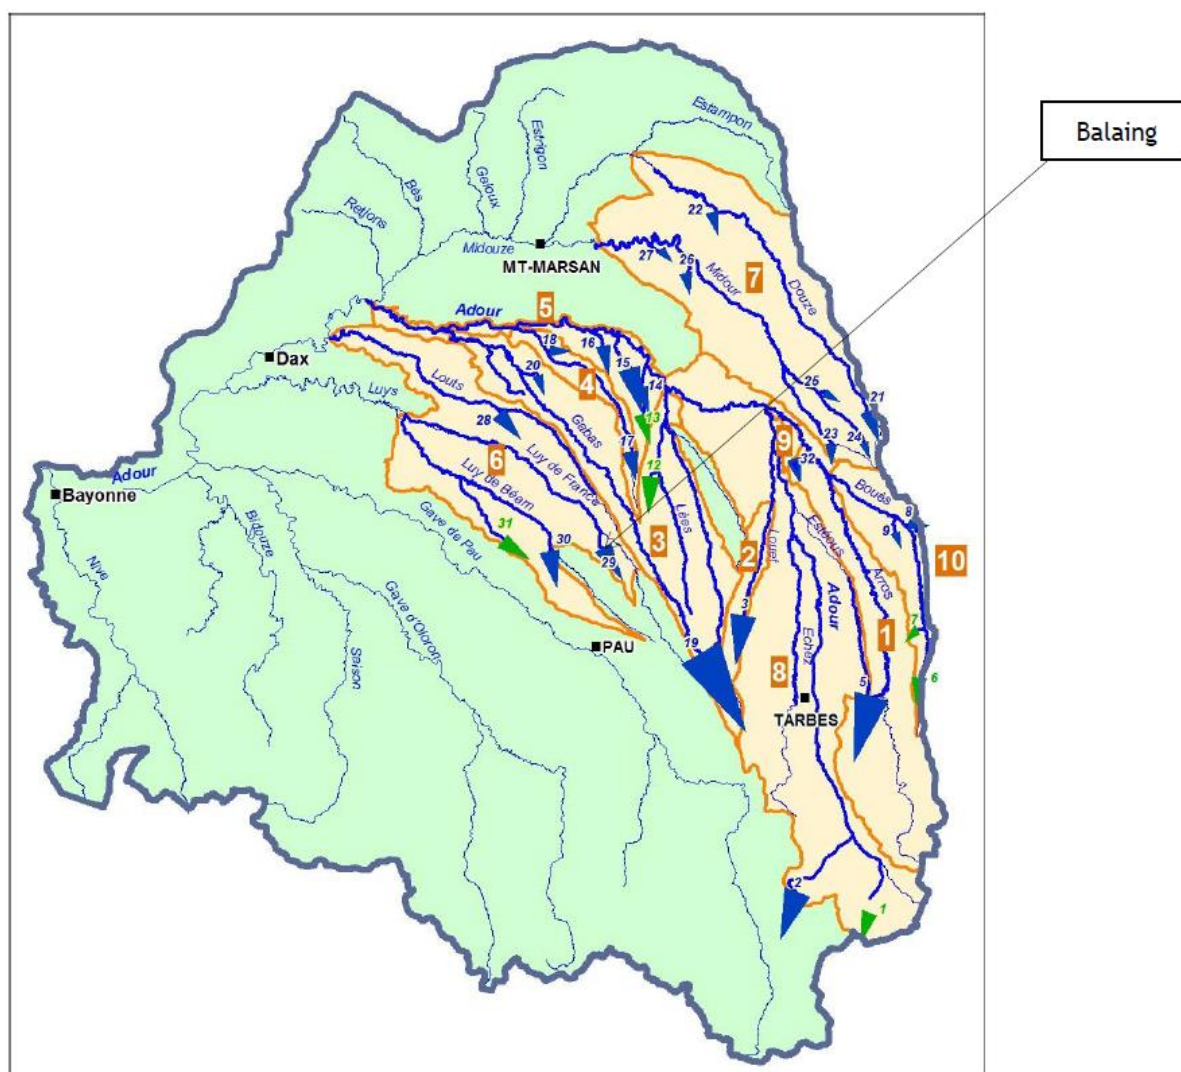 Balaing
Estampon
Estrigon
Geloux
Bès
Retjons
Midouze
MT-MARSAN
22
27
26
Midour
7
Douze
5
Adour
18
16
15
20
4
14
Dax
Luys
Louts
28
Gabas
13
17
12
25
21
9
23
24
32
Bouès
8
9
10
6
Luy de France
Luy de Béarn
Adour
Bayonne
31
30
29
Gave de Pau
3
Lées
2
Louet
Estéous
Arros
Nive
Bidouze
Gave d'Oloron
Saison
PAU
19
3
Echez
Adour
1
7
8
5
6
TARBES
2
1